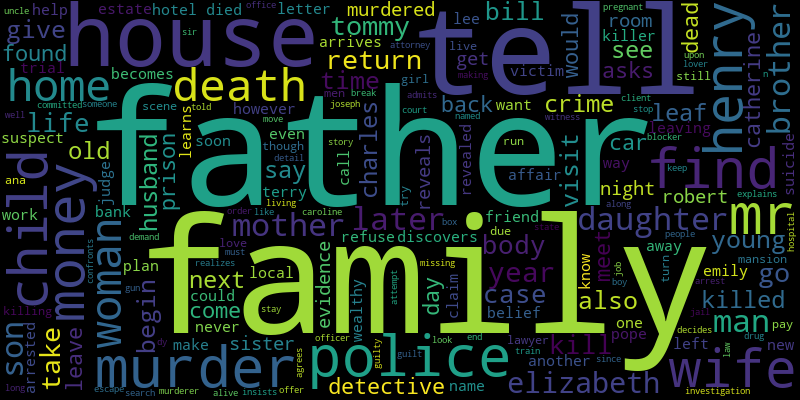 uncle help estate hotel died letter murdered office pregnant
give house tommy bill lee room killer would dead attorney upon
found arrives tell live get see henry brother
trial return victim asks catherine lover
home becomes death time girl making still
committed someone scene told men break joseph admits want crime client leaf
well life learns however father back court named stop leaving
suspect old prison soon even call charles reveals revealed run car blocker find suicide
ana husband though detail story try affair visit way keep
child judge say terry witness move night robert explains
work money bank living caroline friend along daughter mr
woman mother later body due meet young hospital
demand plan order like refuse discovers box people mansion
confronts next love must evidence missing year state know away emily go
realizes local claim case also turn job boy arrest
killing gun could come family day belief one pope killed man pay
son take begin never stay wealthy attempt kill jail decides
arrested leave dy officer look end lawyer left drug new
make sister guilty police train another since law wife
long murder agrees guilt detective name elizabeth
escape search murderer alive insists offer investigation
sir